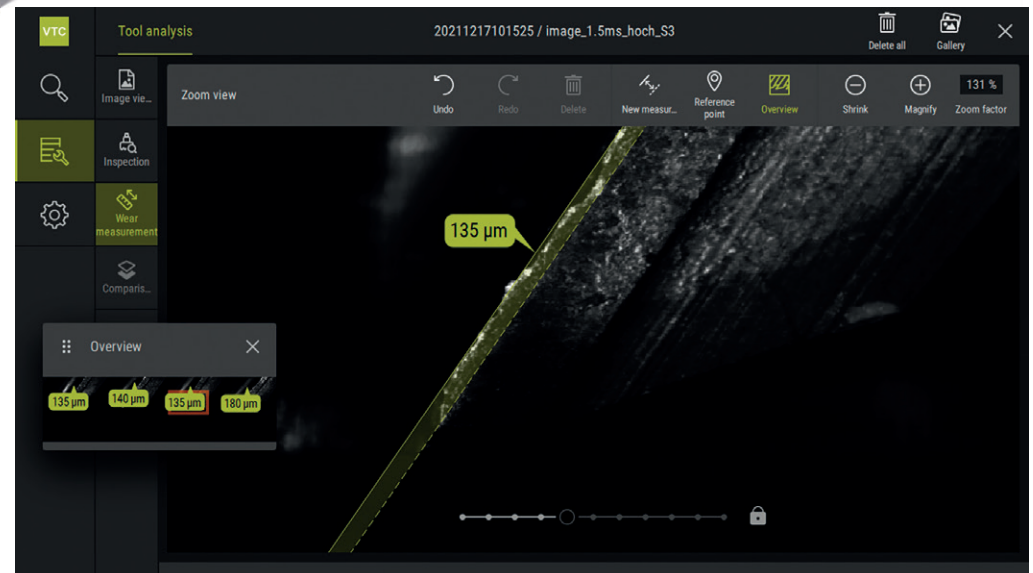 VTC
Tool analysis
20211217101525 / image_1.5ms_hoch_S3
Delete all
Gallery
Image vie...
Zoom view
Undo
Redo
Delete
New measur...
Reference
point
Overview
Shrink
Magnify
131 %
Zoom factor
Inspection
Wear
measurement
Comparis...
135 µm
Overview
135 µm
140 µm
135 µm
180 µm